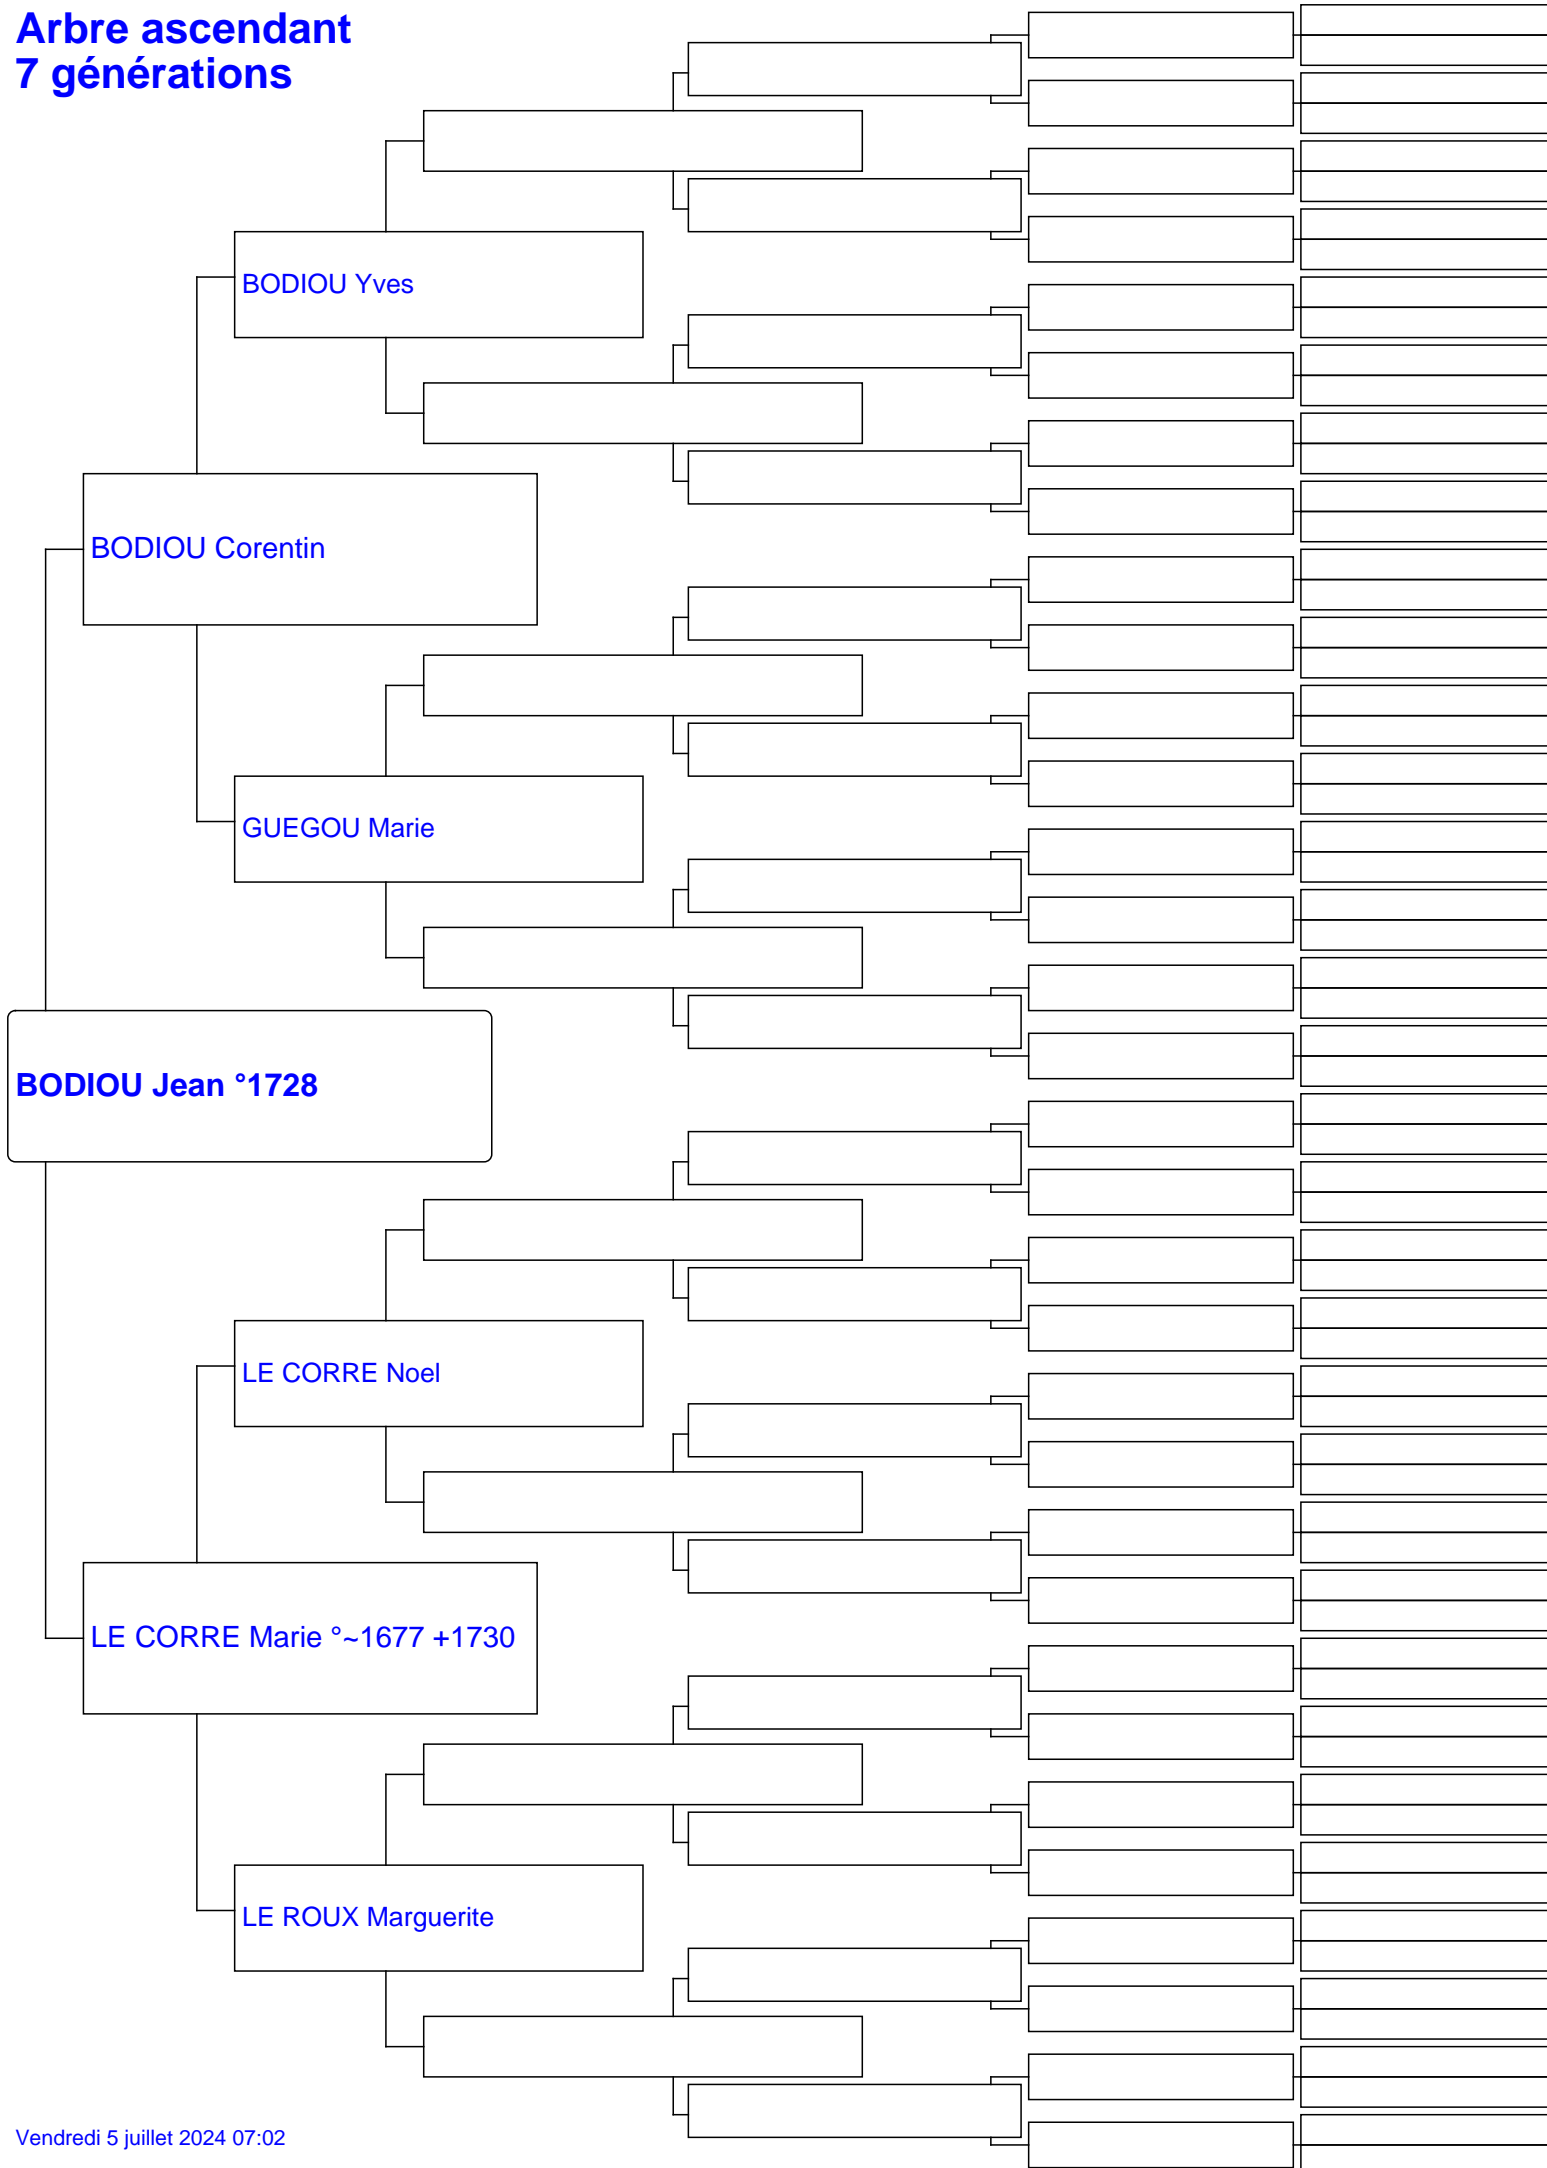 Arbre ascendant
7 générations
BODIOU Yves
BODIOU Corentin
GUEGOU Marie
BODIOU Jean °1728
LE CORRE Noel
LE CORRE Marie °~1677 +1730
LE ROUX Marguerite
Vendredi 5 juillet 2024 07:02